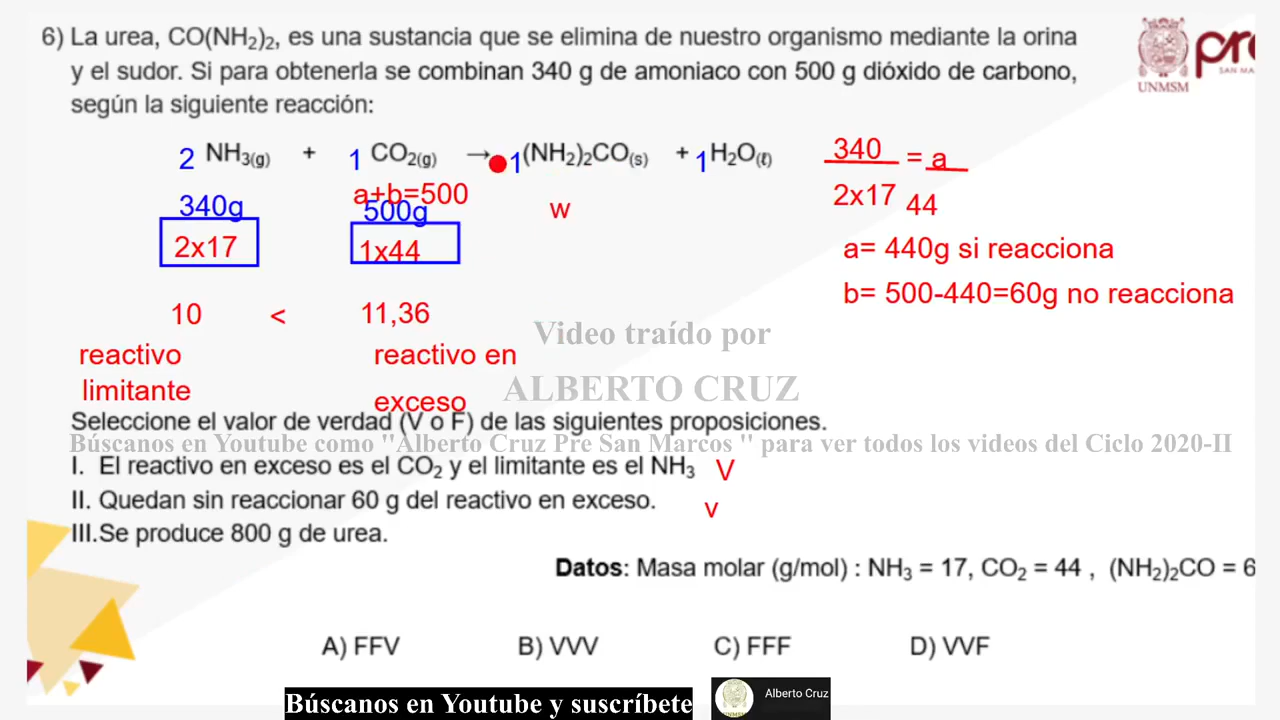 6) La urea, CO(NH₂)₂, es una sustancia que se elimina de nuestro organismo mediante la orina
y el sudor. Si para obtenerla se combinan 340 g de amoniaco con 500 g dióxido de carbono,
según la siguiente reacción:
UNMSM
2 NH₃(g) + 1 CO₂(g) → 1 (NH₂)₂CO(s) + 1 H₂O(ℓ)
340g
2x17
a+b=500
500g
1x44
w
340 = a
2x17 44
a= 440g si reacciona
b= 500-440=60g no reacciona
10 < 11,36
reactivo
limitante
reactivo en
exceso
Video traído por
ALBERTO CRUZ
Seleccione el valor de verdad (V o F) de las siguientes proposiciones.
Búscanos en Youtube como "Alberto Cruz Pre San Marcos " para ver todos los videos del Ciclo 2020-II
I. El reactivo en exceso es el CO₂ y el limitante es el NH₃ V
II. Quedan sin reaccionar 60 g del reactivo en exceso. v
III.Se produce 800 g de urea.
Datos: Masa molar (g/mol) : NH₃ = 17, CO₂ = 44 , (NH₂)₂CO = 6
A) FFV B) VVV C) FFF D) VVF
Búscanos en Youtube y suscríbete
Alberto Cruz